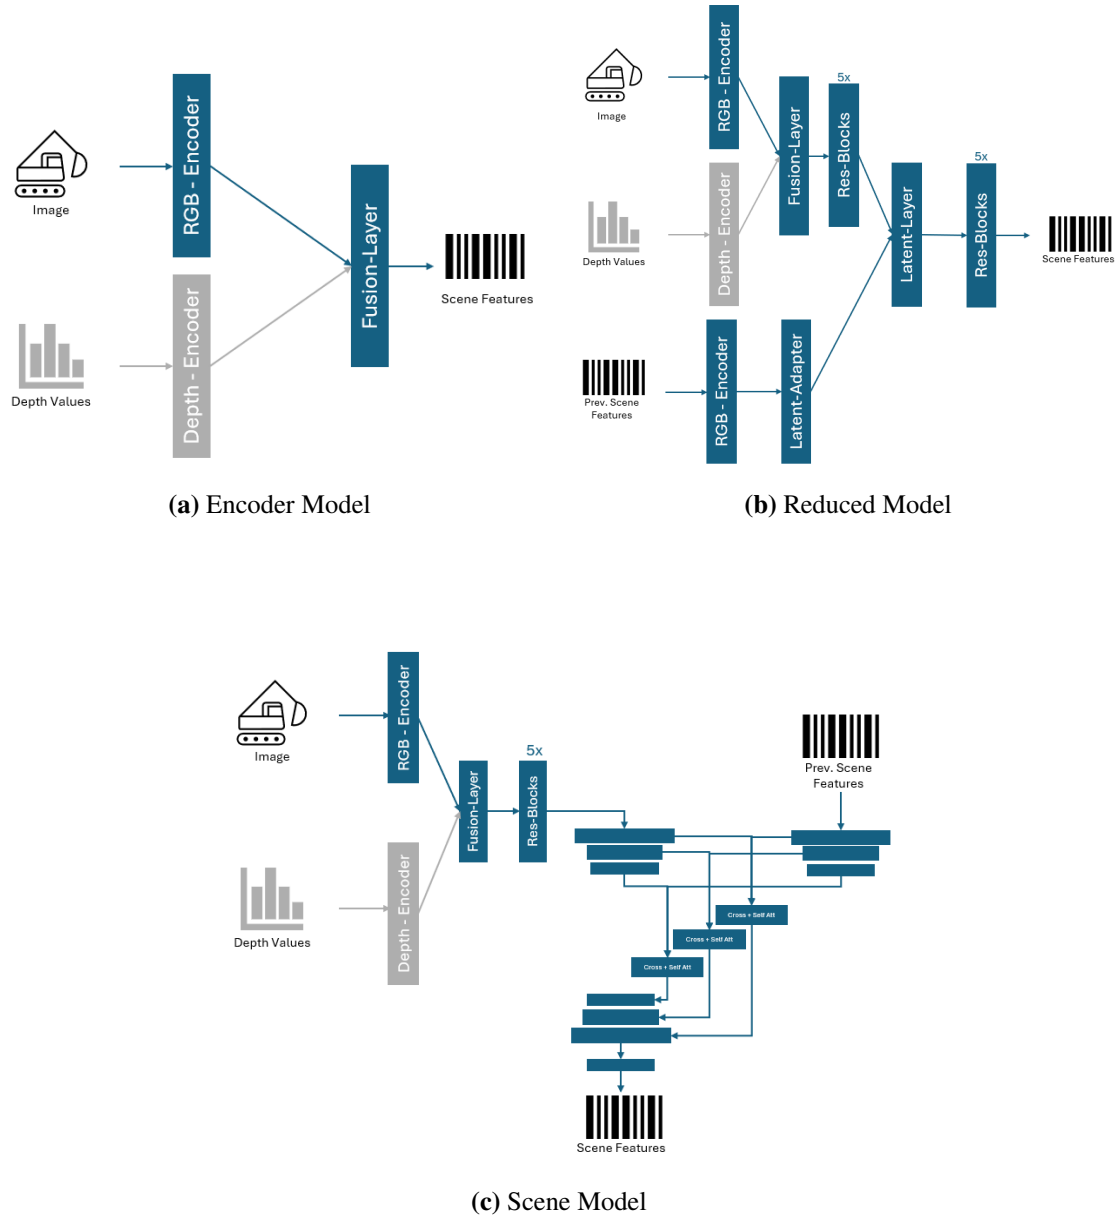 Image
Depth Values
RGB - Encoder
Depth - Encoder
Fusion-Layer
Scene Features
(a) Encoder Model
Image
Depth Values
Prev. Scene
Features
RGB - Encoder
Depth - Encoder
RGB - Encoder
Fusion-Layer
5x
Res-Blocks
Latent-Adapter
Latent-Layer
5x
Res-Blocks
Scene Features
(b) Reduced Model
Image
Depth Values
RGB - Encoder
Depth - Encoder
Fusion-Layer
5x
Res-Blocks
Prev. Scene
Features
Cross + Self Att
Cross + Self Att
Cross + Self Att
Scene Features
(c) Scene Model